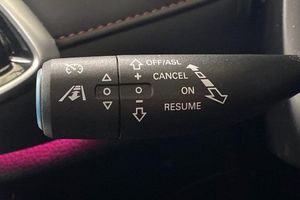 OFF/ASL
+ CANCEL
ON
− RESUME